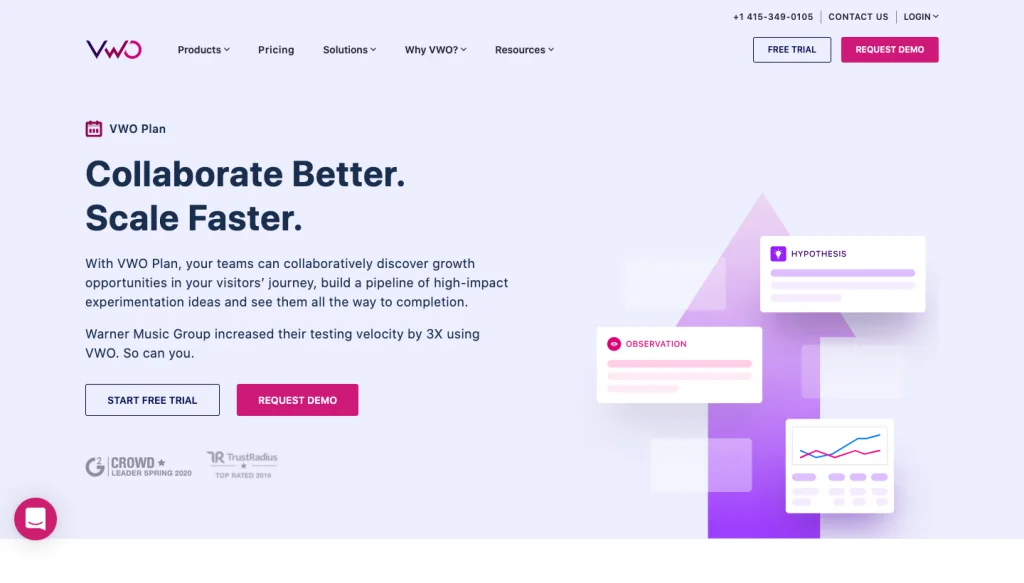 +1 415-349-0105 CONTACT US LOGIN
VWO Products Pricing Solutions Why VWO? Resources FREE TRIAL REQUEST DEMO
VWO Plan
Collaborate Better.
Scale Faster.
With VWO Plan, your teams can collaboratively discover growth
opportunities in your visitors’ journey, build a pipeline of high-impact
experimentation ideas and see them all the way to completion.
Warner Music Group increased their testing velocity by 3X using
VWO. So can you.
START FREE TRIAL REQUEST DEMO
G2 CROWD
LEADER SPRING 2020
TR TrustRadius
TOP RATED 2019
HYPOTHESIS
OBSERVATION